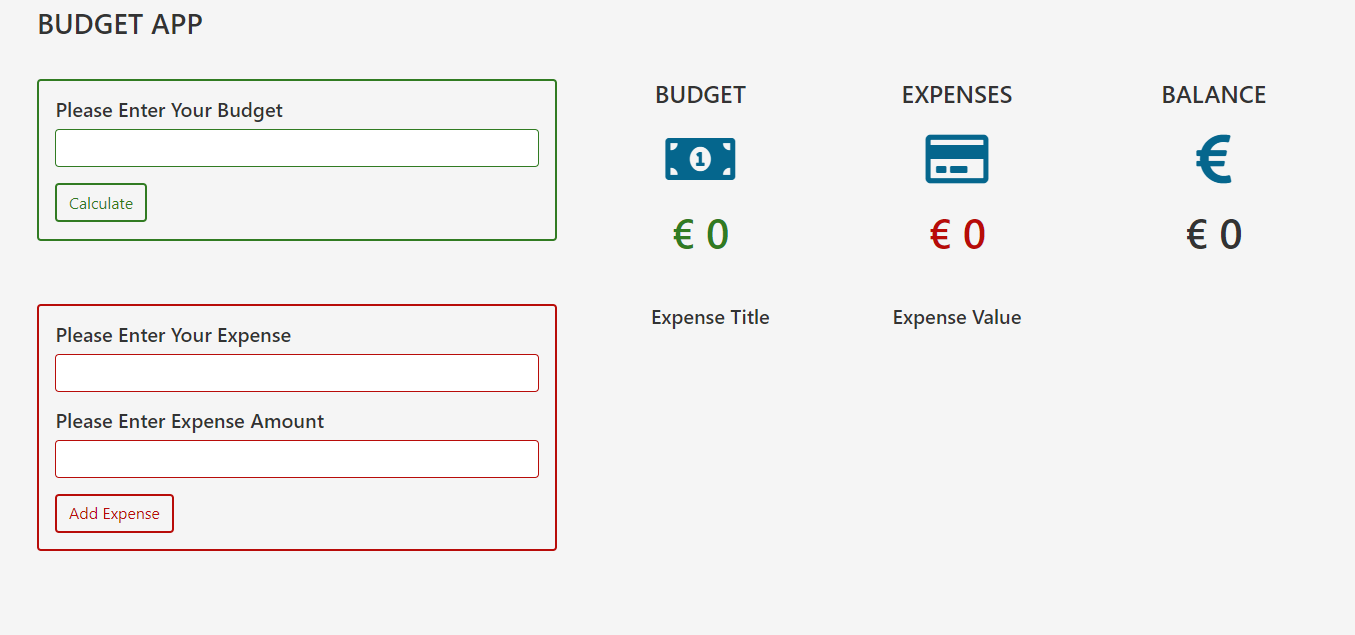 BUDGET APP
Please Enter Your Budget
Calculate
BUDGET
EXPENSES
BALANCE
1
€ 0
€ 0
€ 0
Please Enter Your Expense
Please Enter Expense Amount
Add Expense
Expense Title
Expense Value